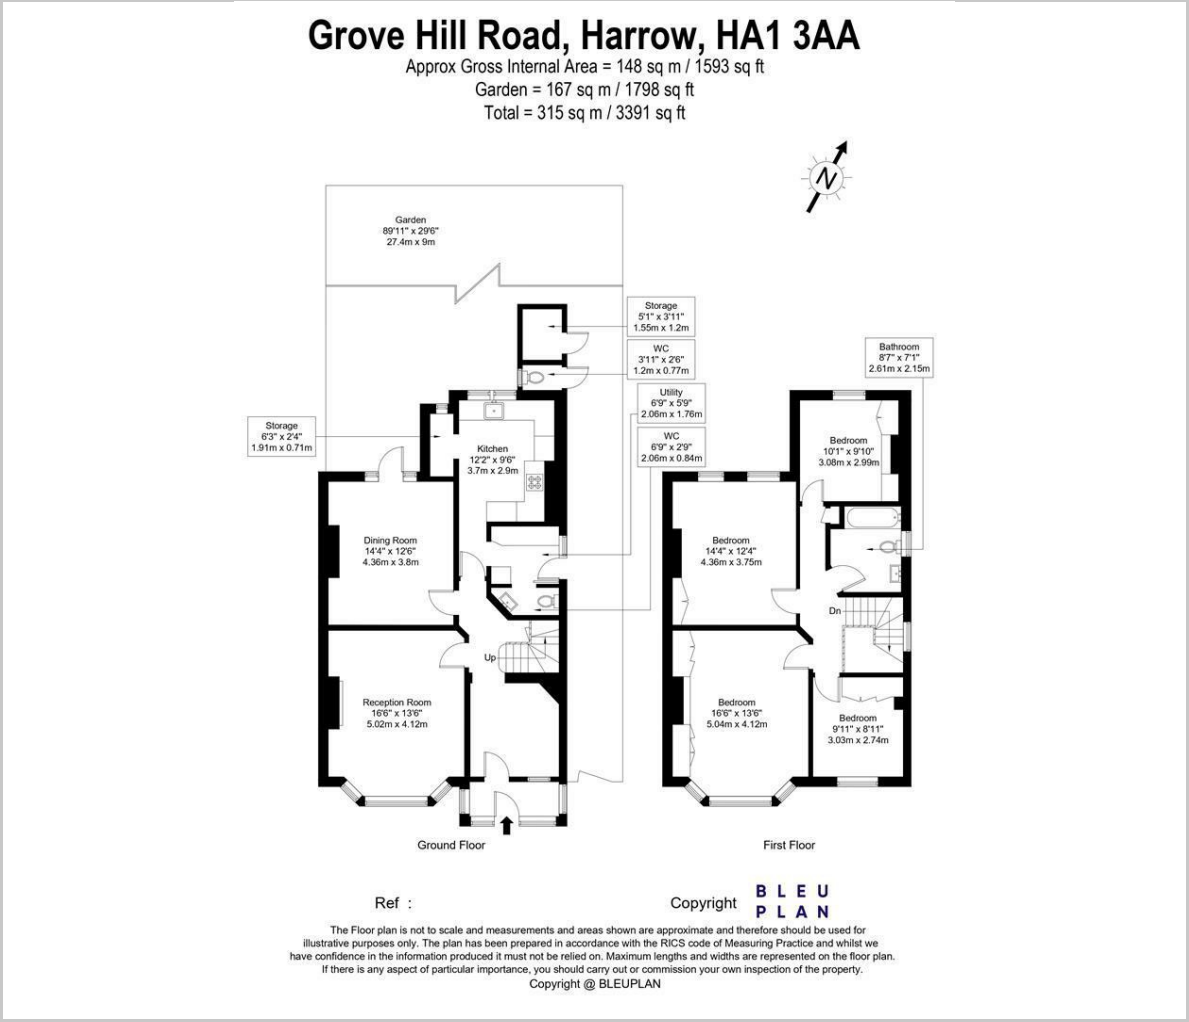 Grove Hill Road, Harrow, HA1 3AA
Approx Gross Internal Area = 148 sq m / 1593 sq ft
Garden = 167 sq m / 1798 sq ft
Total = 315 sq m / 3391 sq ft
N
Garden
89'11" x 29'6"
27.4m x 9m
Storage
5'1" x 3'11"
1.55m x 1.2m
WC
3'11" x 2'6"
1.2m x 0.77m
Utility
6'9" x 5'9"
2.06m x 1.76m
WC
6'9" x 2'9"
2.06m x 0.84m
Storage
6'3" x 2'4"
1.91m x 0.71m
Kitchen
12'2" x 9'6"
3.7m x 2.9m
Dining Room
14'4" x 12'6"
4.36m x 3.8m
Up
Reception Room
16'6" x 13'6"
5.02m x 4.12m
Ground Floor
Bathroom
8'7" x 7'1"
2.61m x 2.15m
Bedroom
10'1" x 9'10"
3.08m x 2.99m
Bedroom
14'4" x 12'4"
4.36m x 3.75m
Dn
Bedroom
16'6" x 13'6"
5.04m x 4.12m
Bedroom
9'11" x 8'11"
3.03m x 2.74m
First Floor
Ref :
Copyright
BLEU
PLAN
The Floor plan is not to scale and measurements and areas shown are approximate and therefore should be used for
illustrative purposes only. The plan has been prepared in accordance with the RICS code of Measuring Practice and whilst we
have confidence in the information produced it must not be relied on. Maximum lengths and widths are represented on the floor plan.
If there is any aspect of particular importance, you should carry out or commission your own inspection of the property.
Copyright @ BLEUPLAN